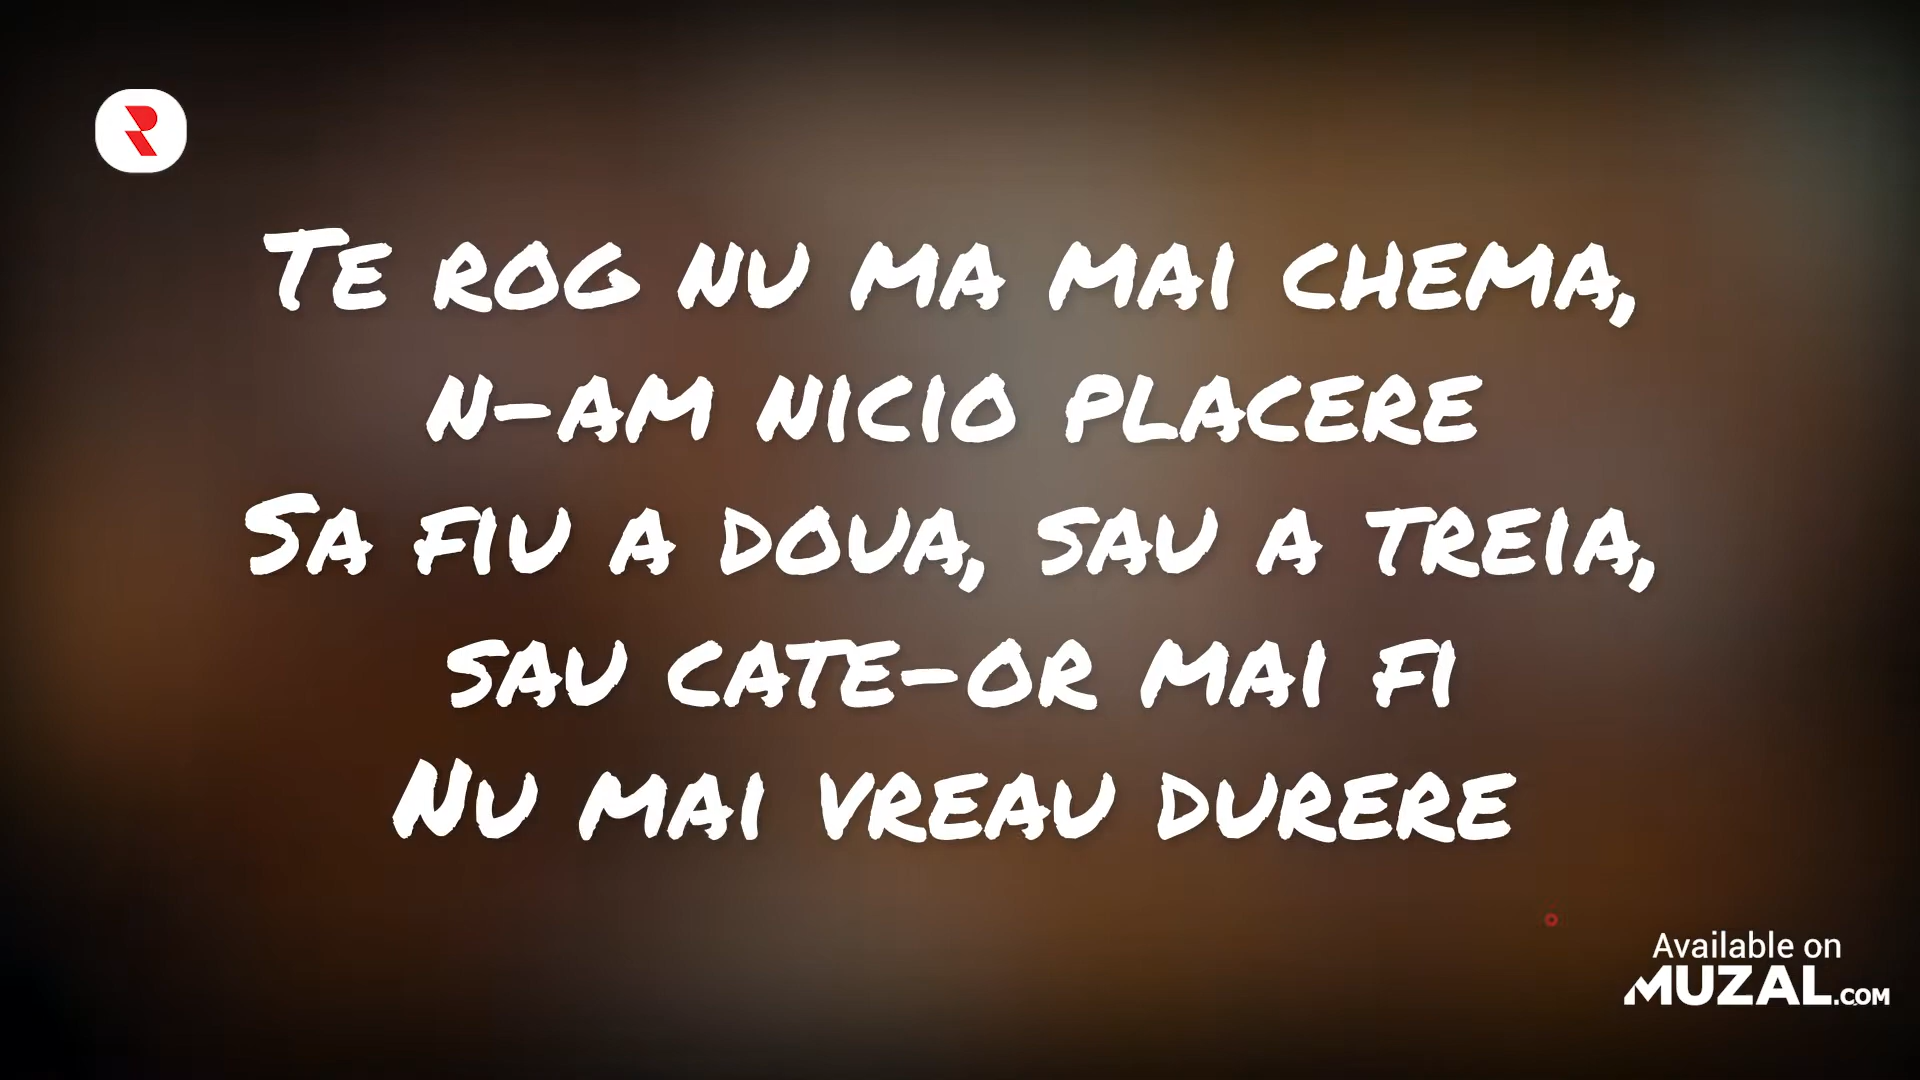 Te rog nu ma mai chema,
n-am nicio placere
Sa fiu a doua, sau a treia,
sau cate-or mai fi
Nu mai vreau durere
Available on
MUZAL.COM